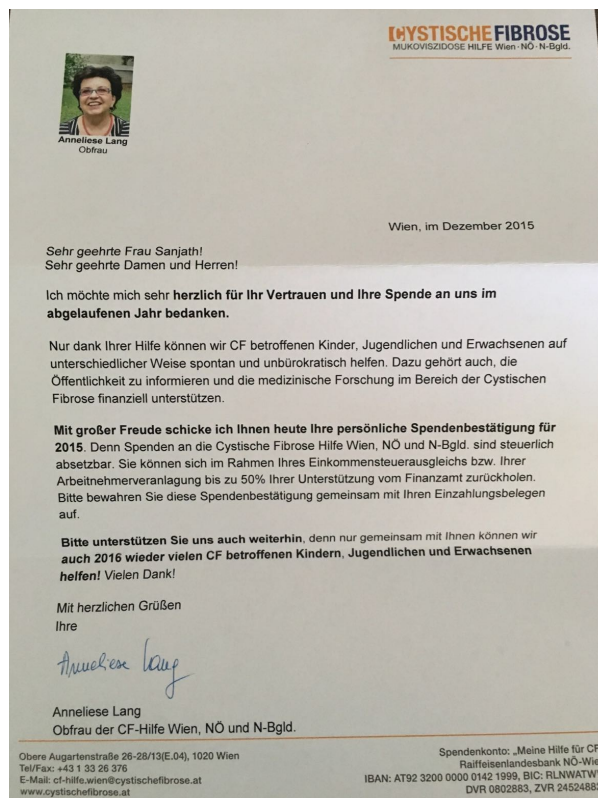 CYSTISCHE FIBROSE
MUKOVISZIDOSE HILFE Wien · NÖ · N-Bgld.
Anneliese Lang
Obfrau
Wien, im Dezember 2015
Sehr geehrte Frau Sanjath!
Sehr geehrte Damen und Herren!
Ich möchte mich sehr herzlich für Ihr Vertrauen und Ihre Spende an uns im
abgelaufenen Jahr bedanken.
Nur dank Ihrer Hilfe können wir CF betroffenen Kinder, Jugendlichen und Erwachsenen auf
unterschiedlicher Weise spontan und unbürokratisch helfen. Dazu gehört auch, die
Öffentlichkeit zu informieren und die medizinische Forschung im Bereich der Cystischen
Fibrose finanziell unterstützen.
Mit großer Freude schicke ich Ihnen heute Ihre persönliche Spendenbestätigung für
2015. Denn Spenden an die Cystische Fibrose Hilfe Wien, NÖ und N-Bgld. sind steuerlich
absetzbar. Sie können sich im Rahmen Ihres Einkommensteuerausgleichs bzw. Ihrer
Arbeitnehmerveranlagung bis zu 50% Ihrer Unterstützung vom Finanzamt zurückholen.
Bitte bewahren Sie diese Spendenbestätigung gemeinsam mit Ihren Einzahlungsbelegen
auf.
Bitte unterstützen Sie uns auch weiterhin, denn nur gemeinsam mit Ihnen können wir
auch 2016 wieder vielen CF betroffenen Kindern, Jugendlichen und Erwachsenen
helfen! Vielen Dank!
Mit herzlichen Grüßen
Ihre
Anneliese Lang
Anneliese Lang
Obfrau der CF-Hilfe Wien, NÖ und N-Bgld.
Obere Augartenstraße 26-28/13(E.04), 1020 Wien
Tel/Fax: +43 1 33 26 376
E-Mail: cf-hilfe.wien@cystischefibrose.at
www.cystischefibrose.at
Spendenkonto: „Meine Hilfe für CF
Raiffeisenlandesbank NÖ-Wie
IBAN: AT92 3200 0000 0142 1999, BIC: RLNWATW
DVR 0802883, ZVR 24524883